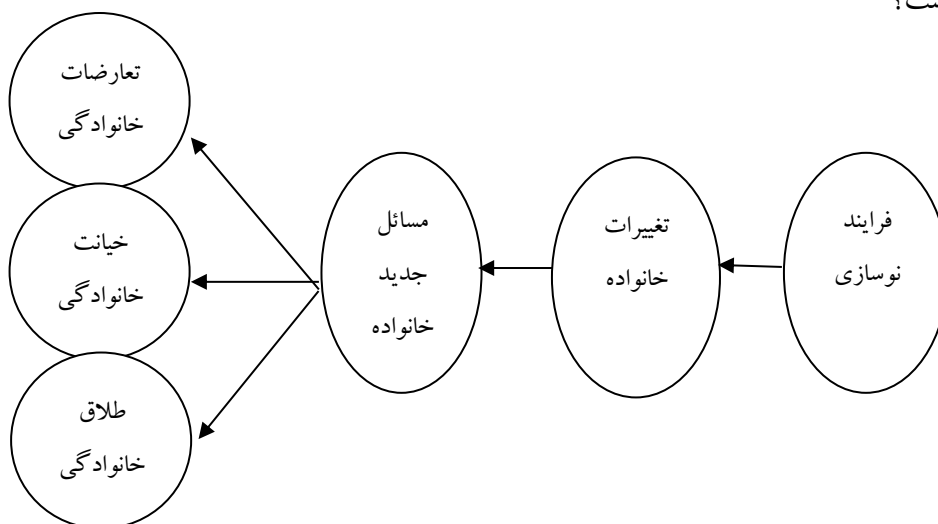 فرایند
نوسازی
تغییرات
خانواده
مسائل
جدید
خانواده
تعارضات
خانوادگی
خیانت
خانوادگی
طلاق
خانوادگی